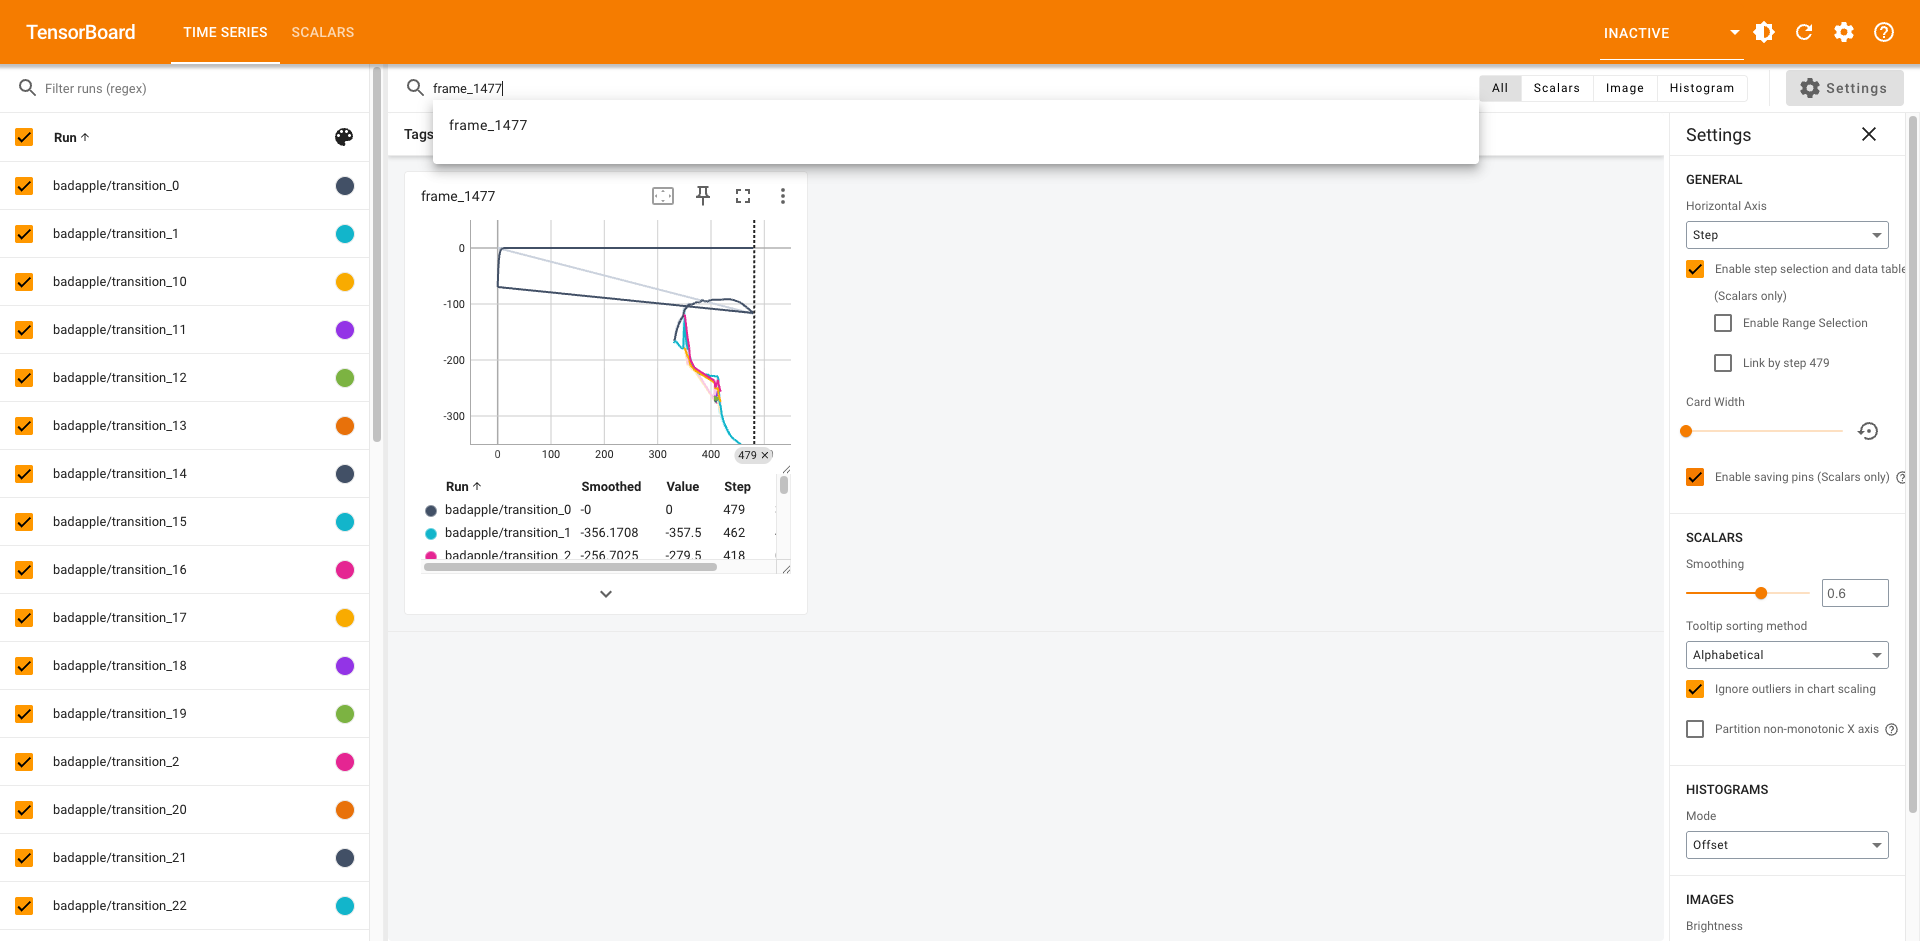 TensorBoard
TIME SERIES
SCALARS
INACTIVE
Filter runs (regex)
frame_1477
All
Scalars
Image
Histogram
Settings
frame_1477
Tags
Run
badapple/transition_0
badapple/transition_1
badapple/transition_10
badapple/transition_11
badapple/transition_12
badapple/transition_13
badapple/transition_14
badapple/transition_15
badapple/transition_16
badapple/transition_17
badapple/transition_18
badapple/transition_19
badapple/transition_2
badapple/transition_20
badapple/transition_21
badapple/transition_22
frame_1477
0
-100
-200
-300
0 100 200 300 400 479
Run Smoothed Value Step
badapple/transition_0 -0 0 479
badapple/transition_1 -356.1708 -357.5 462
badapple/transition_2 -256.7025 -279.5 418
Settings
GENERAL
Horizontal Axis
Step
Enable step selection and data table
(Scalars only)
Enable Range Selection
Link by step 479
Card Width
Enable saving pins (Scalars only)
SCALARS
Smoothing
0.6
Tooltip sorting method
Alphabetical
Ignore outliers in chart scaling
Partition non-monotonic X axis
HISTOGRAMS
Mode
Offset
IMAGES
Brightness